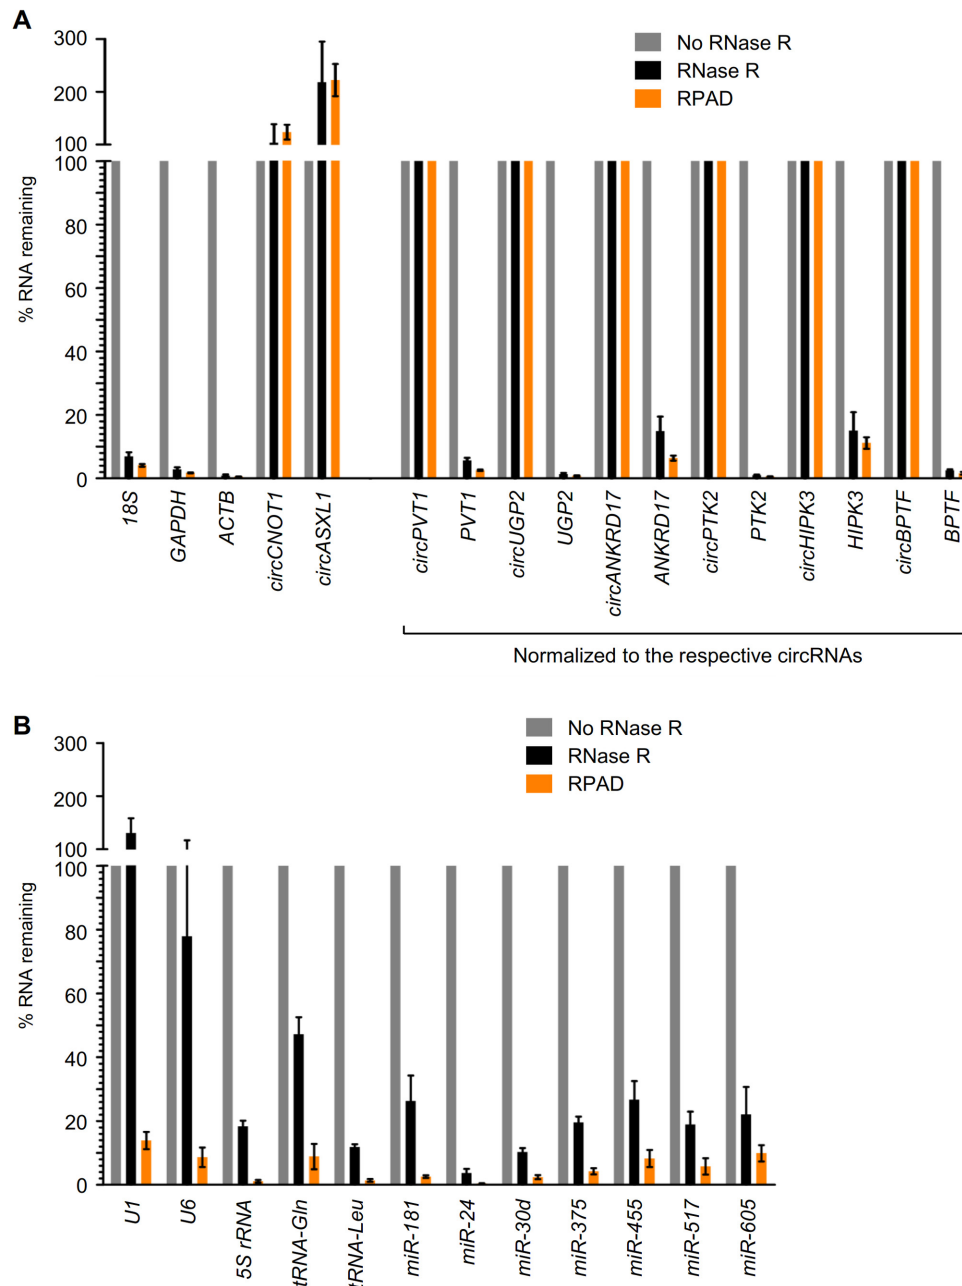 A
300
200
100
100
80
60
40
20
0
% RNA remaining
No RNase R
RNase R
RPAD
18S
GAPDH
ACTB
circCNOT1
circASXL1
circPVT1
PVT1
circUGP2
UGP2
circANKRD17
ANKRD17
circPTK2
PTK2
circHIPK3
HIPK3
circBPTF
BPTF
Normalized to the respective circRNAs
B
300
200
100
100
80
60
40
20
0
% RNA remaining
No RNase R
RNase R
RPAD
U1
U6
5S rRNA
tRNA-Gln
tRNA-Leu
miR-181
miR-24
miR-30d
miR-375
miR-455
miR-517
miR-605